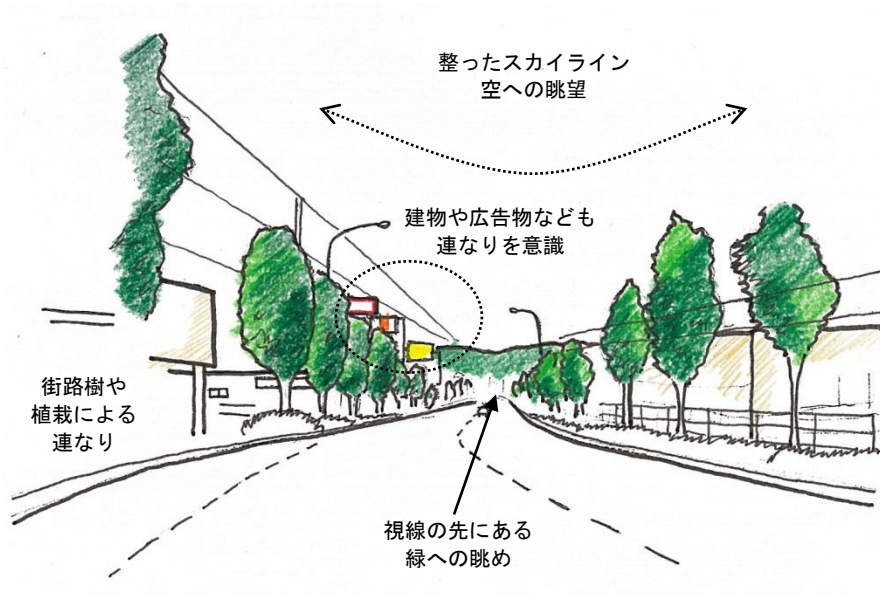 整ったスカイライン
空への眺望
建物や広告物なども
連なりを意識
街路樹や
植栽による
連なり
視線の先にある
緑への眺め